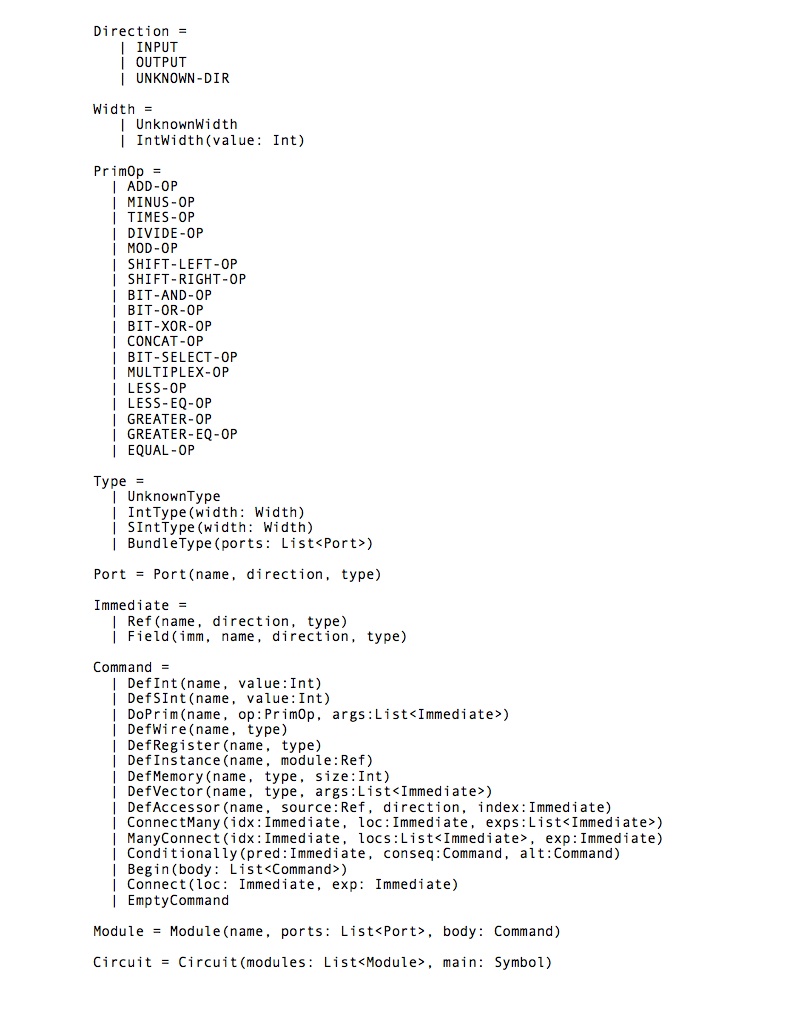 Direction =
| INPUT
| OUTPUT
| UNKNOWN-DIR
Width =
| UnknownWidth
| IntWidth(value: Int)
PrimOp =
| ADD-OP
| MINUS-OP
| TIMES-OP
| DIVIDE-OP
| MOD-OP
| SHIFT-LEFT-OP
| SHIFT-RIGHT-OP
| BIT-AND-OP
| BIT-OR-OP
| BIT-XOR-OP
| CONCAT-OP
| BIT-SELECT-OP
| MULTIPLEX-OP
| LESS-OP
| LESS-EQ-OP
| GREATER-OP
| GREATER-EQ-OP
| EQUAL-OP
Type =
| UnknownType
| IntType(width: Width)
| SIntType(width: Width)
| BundleType(ports: List<Port>)
Port = Port(name, direction, type)
Immediate =
| Ref(name, direction, type)
| Field(imm, name, direction, type)
Command =
| DefInt(name, value:Int)
| DefSInt(name, value:Int)
| DoPrim(name, op:PrimOp, args:List<Immediate>)
| DefWire(name, type)
| DefRegister(name, type)
| DefInstance(name, module:Ref)
| DefMemory(name, type, size:Int)
| DefVector(name, type, args:List<Immediate>)
| DefAccessor(name, source:Ref, direction, index:Immediate)
| ConnectMany(idx:Immediate, loc:Immediate, exps:List<Immediate>)
| ManyConnect(idx:Immediate, locs:List<Immediate>, exp:Immediate)
| Conditionally(pred:Immediate, conseq:Command, alt:Command)
| Begin(body: List<Command>)
| Connect(loc: Immediate, exp: Immediate)
| EmptyCommand
Module = Module(name, ports: List<Port>, body: Command)
Circuit = Circuit(modules: List<Module>, main: Symbol)